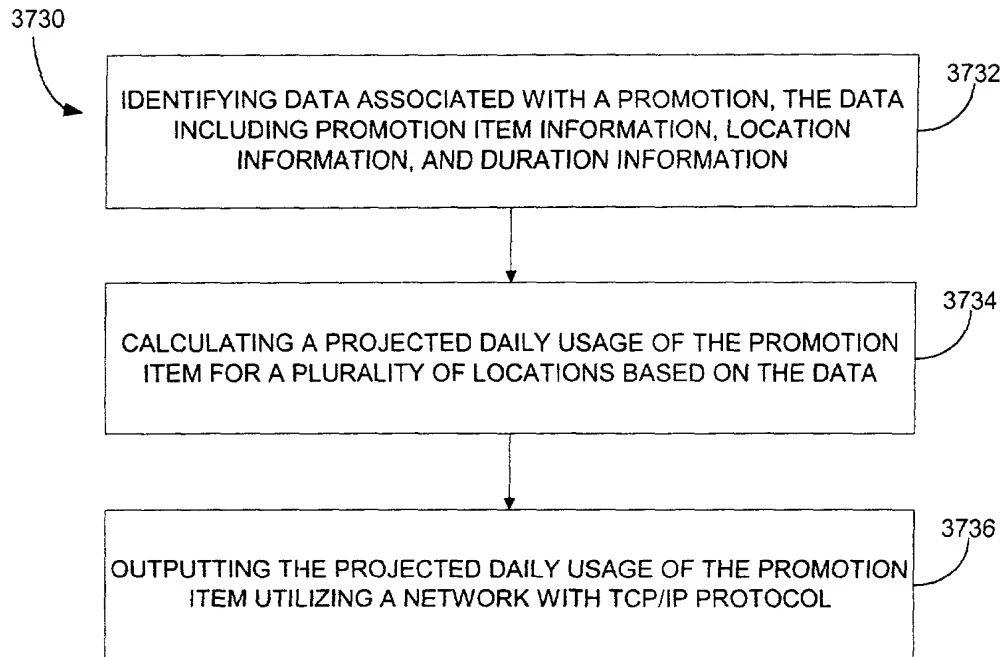 3730
3732
IDENTIFYING DATA ASSOCIATED WITH A PROMOTION, THE DATA
INCLUDING PROMOTION ITEM INFORMATION, LOCATION
INFORMATION, AND DURATION INFORMATION
3734
CALCULATING A PROJECTED DAILY USAGE OF THE PROMOTION
ITEM FOR A PLURALITY OF LOCATIONS BASED ON THE DATA
3736
OUTPUTTING THE PROJECTED DAILY USAGE OF THE PROMOTION
ITEM UTILIZING A NETWORK WITH TCP/IP PROTOCOL